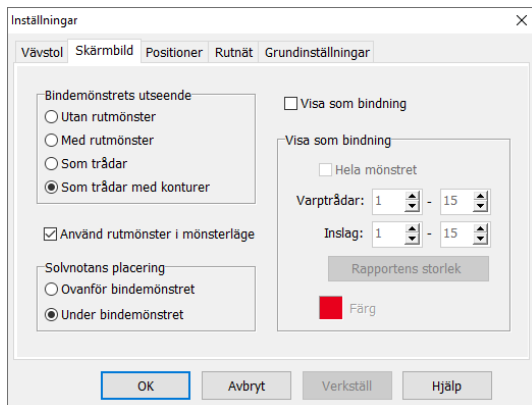 Inställningar
Vävstol Skärmbild Positioner Rutnät Grundinställningar
Bindemönstrets utseende
Utan rutmönster
Med rutmönster
Som trådar
Som trådar med konturer
Använd rutmönster i mönsterläge
Solvnotans placering
Ovanför bindemönstret
Under bindemönstret
Visa som bindning
Visa som bindning
Hela mönstret
Varptrådar: 1 - 15
Inslag: 1 - 15
Rapportens storlek
Färg
OK Avbryt Verkställ Hjälp